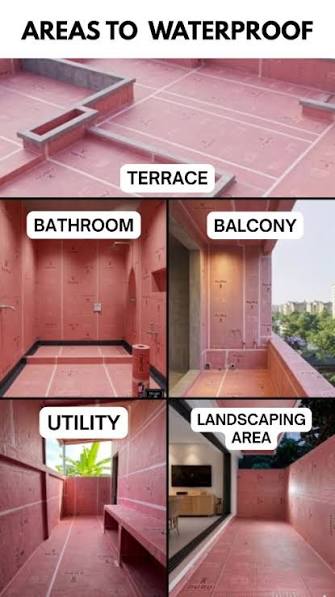 AREAS TO WATERPROOF
TERRACE
BATHROOM
BALCONY
UTILITY
LANDSCAPING
AREA